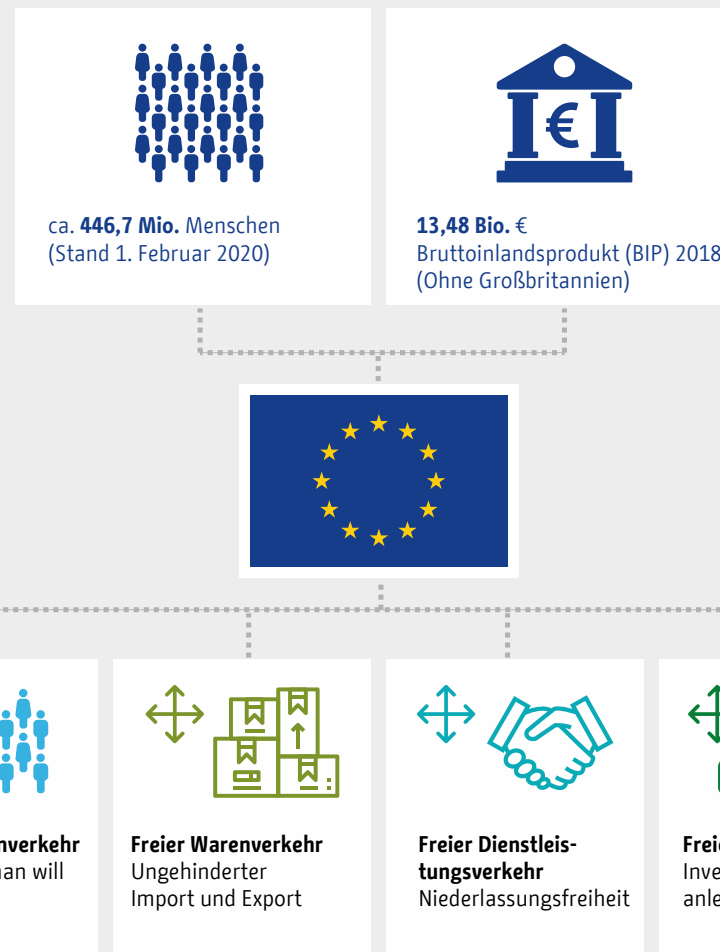 ca. 446,7 Mio. Menschen
(Stand 1. Februar 2020)
13,48 Bio. €
Bruttoinlandsprodukt (BIP) 2018
(Ohne Großbritannien)
nverkehr
an will
Freier Warenverkehr
Ungehinderter
Import und Export
Freier Dienstleis-
tungsverkehr
Niederlassungsfreiheit
Frei
Inve
anle